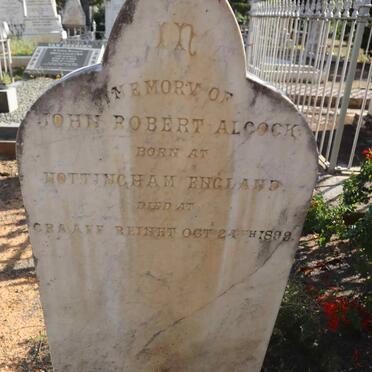 IN
MEMORY OF
JOHN ROBERT ALCOCK
BORN AT
NOTTINGHAM ENGLAND
DIED AT
GRAAFF REINET OCT 24TH 1899